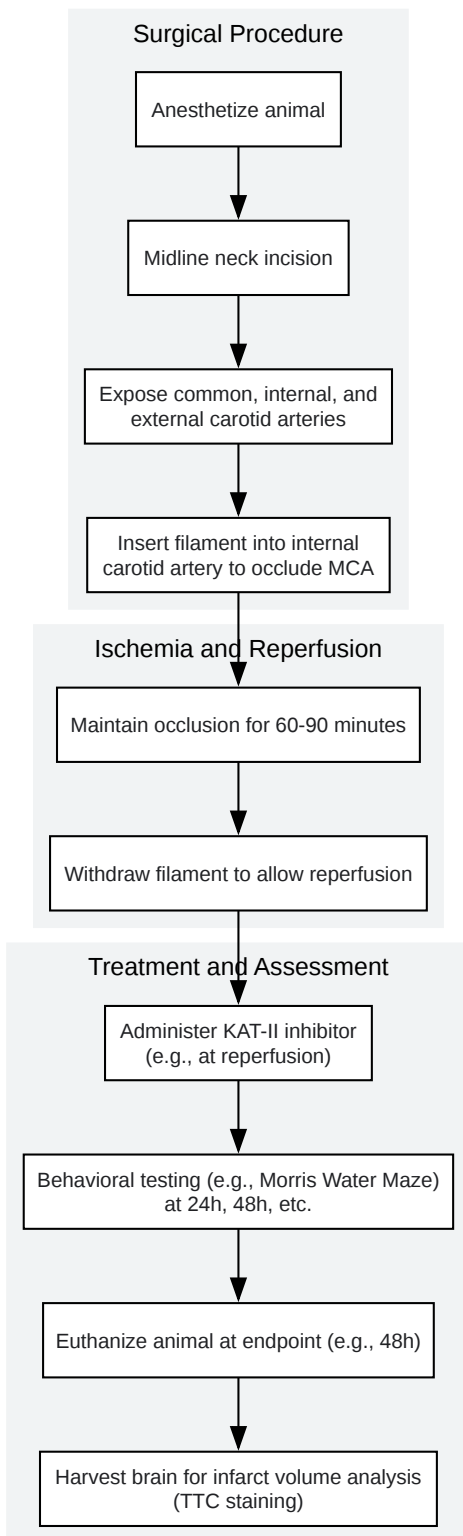 Surgical Procedure
Anesthetize animal
Midline neck incision
Expose common, internal, and
external carotid arteries
Insert filament into internal
carotid artery to occlude MCA
Ischemia and Reperfusion
Maintain occlusion for 60-90 minutes
Withdraw filament to allow reperfusion
Treatment and Assessment
Administer KAT-II inhibitor
(e.g., at reperfusion)
Behavioral testing (e.g., Morris Water Maze)
at 24h, 48h, etc.
Euthanize animal at endpoint (e.g., 48h)
Harvest brain for infarct volume analysis
(TTC staining)